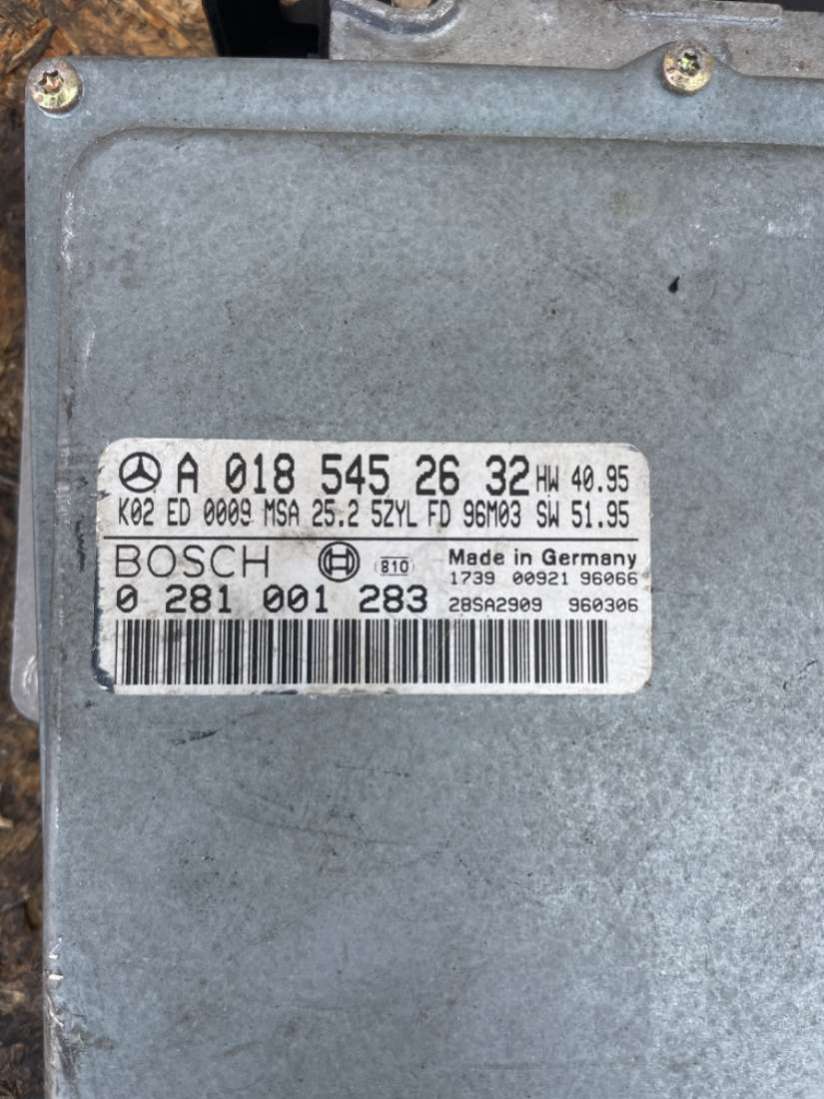 A 018 545 26 32 HW 40.95
K02 ED 0009 MSA 25.2 5ZYL FD 96M03 SW 51.95
BOSCH 810 Made in Germany
1739 00921 96066
0 281 001 283 28SA2909 960306